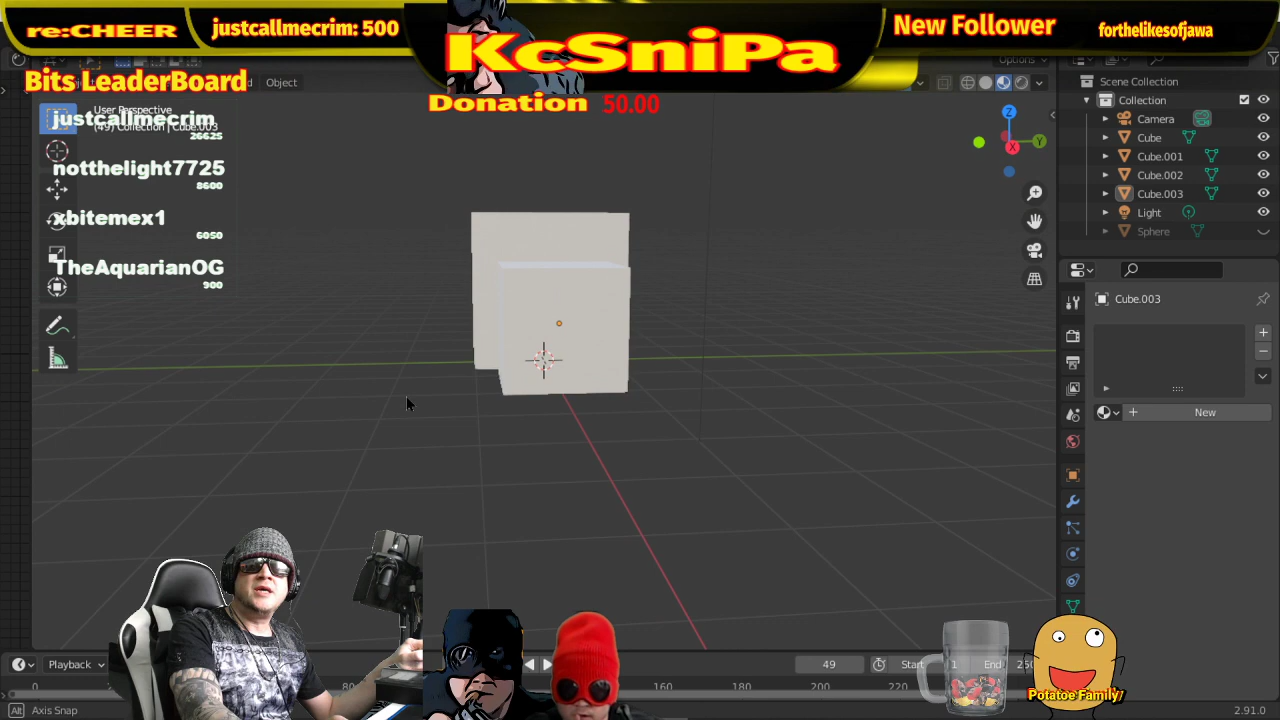 re:CHEER
justcallmecrim: 500
KcSniPa
New Follower
forthelikesofjawa
Bits LeaderBoard
Object
Donation 50.00
Options
Scene Collection
Collection
Camera
Cube
Cube.001
Cube.002
Cube.003
Light
Sphere
User Perspective
justcallmecrim
26625
notthelight7725
8600
xbitemex1
6050
TheAquarianOG
900
Z
Y
X
Cube.003
New
Playback
49
Start
1
End
0
80
160
180
200
220
Potatoe Family
Alt
Axis Snap
2.91.0